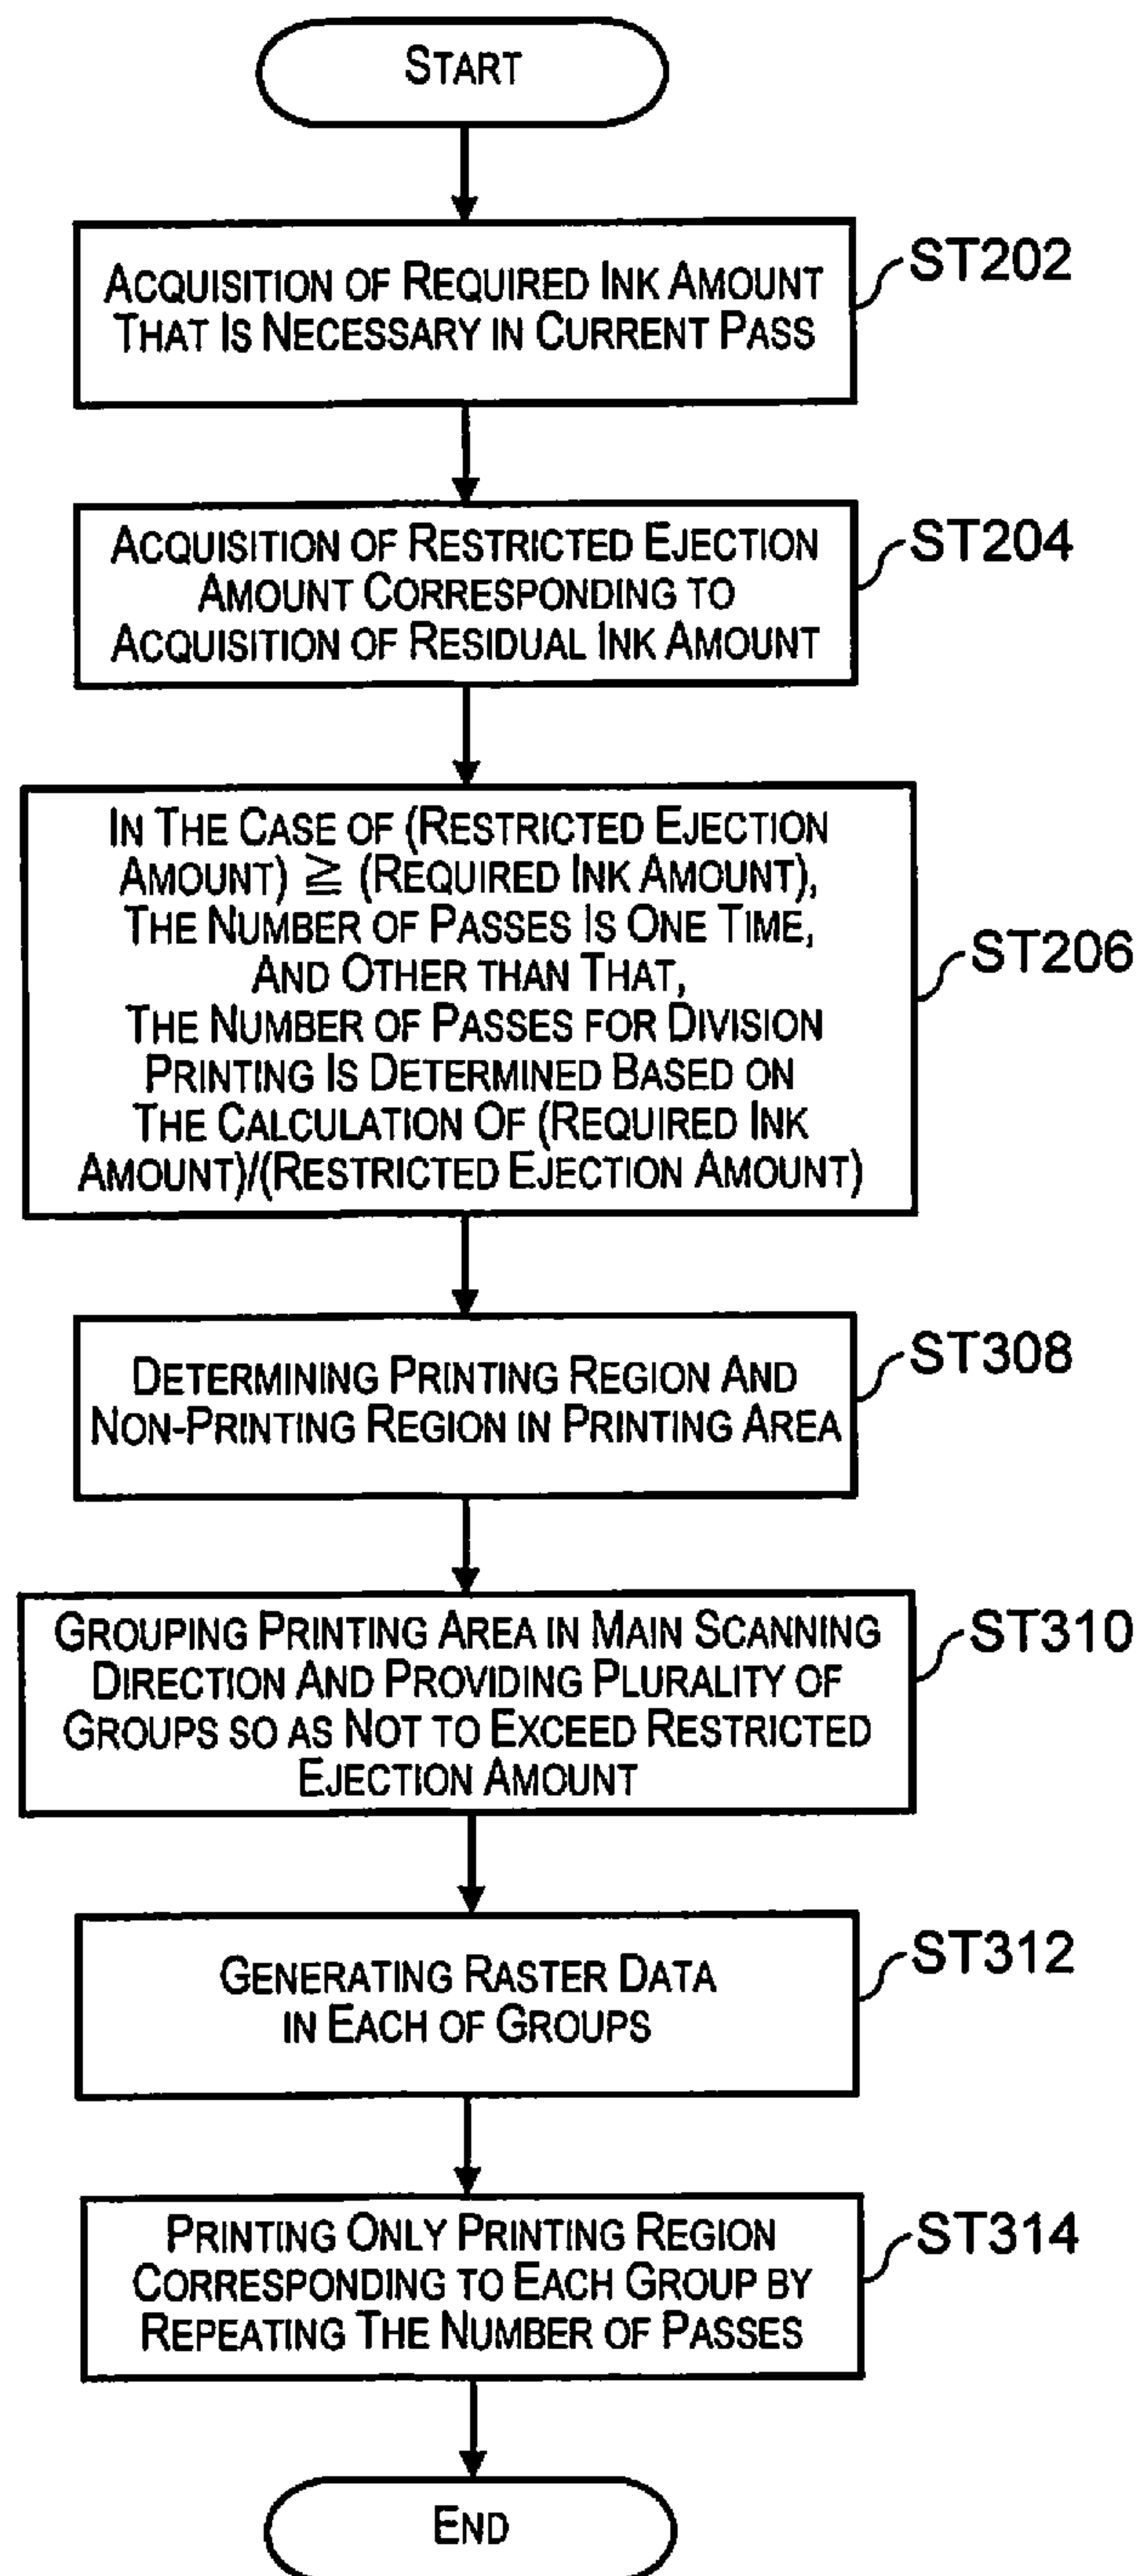 START
ACQUISITION OF REQUIRED INK AMOUNT
THAT IS NECESSARY IN CURRENT PASS
ST202
ACQUISITION OF RESTRICTED EJECTION
AMOUNT CORRESPONDING TO
ACQUISITION OF RESIDUAL INK AMOUNT
ST204
IN THE CASE OF (RESTRICTED EJECTION
AMOUNT) ≧ (REQUIRED INK AMOUNT),
THE NUMBER OF PASSES IS ONE TIME,
AND OTHER THAN THAT,
THE NUMBER OF PASSES FOR DIVISION
PRINTING IS DETERMINED BASED ON
THE CALCULATION OF (REQUIRED INK
AMOUNT)/(RESTRICTED EJECTION AMOUNT)
ST206
DETERMINING PRINTING REGION AND
NON-PRINTING REGION IN PRINTING AREA
ST308
GROUPING PRINTING AREA IN MAIN SCANNING
DIRECTION AND PROVIDING PLURALITY OF
GROUPS SO AS NOT TO EXCEED RESTRICTED
EJECTION AMOUNT
ST310
GENERATING RASTER DATA
IN EACH OF GROUPS
ST312
PRINTING ONLY PRINTING REGION
CORRESPONDING TO EACH GROUP BY
REPEATING THE NUMBER OF PASSES
ST314
END